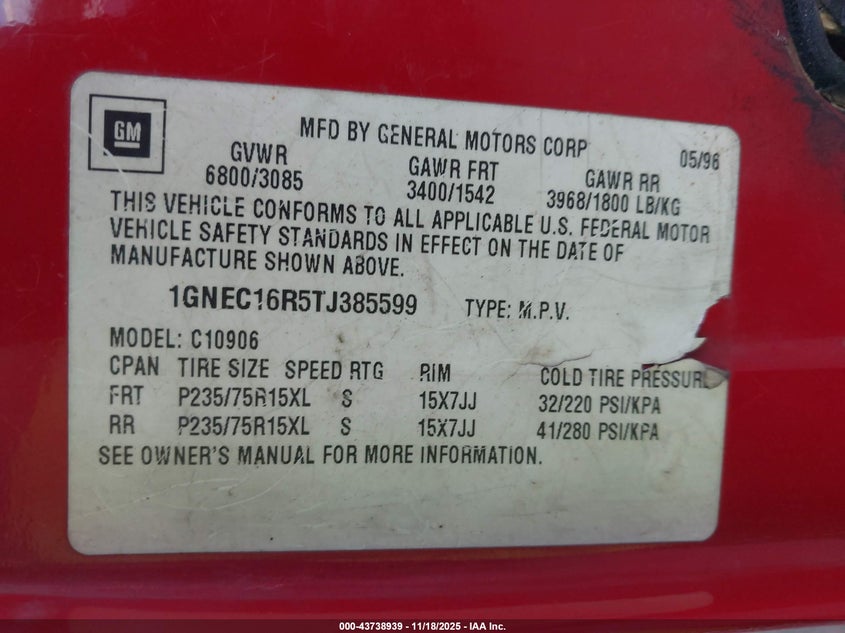 GM
MFD BY GENERAL MOTORS CORP 05/96
GVWR GAWR FRT GAWR RR
6800/3085 3400/1542 3968/1800 LB/KG
THIS VEHICLE CONFORMS TO ALL APPLICABLE U.S. FEDERAL MOTOR
VEHICLE SAFETY STANDARDS IN EFFECT ON THE DATE OF
MANUFACTURE SHOWN ABOVE.
1GNEC16R5TJ385599 TYPE: M.P.V.
MODEL: C10906
CPAN TIRE SIZE SPEED RTG RIM COLD TIRE PRESSURE
FRT P235/75R15XL S 15X7JJ 32/220 PSI/KPA
RR P235/75R15XL S 15X7JJ 41/280 PSI/KPA
SEE OWNER'S MANUAL FOR MORE INFORMATION.
000-43738939 - 11/18/2025 - IAA Inc.